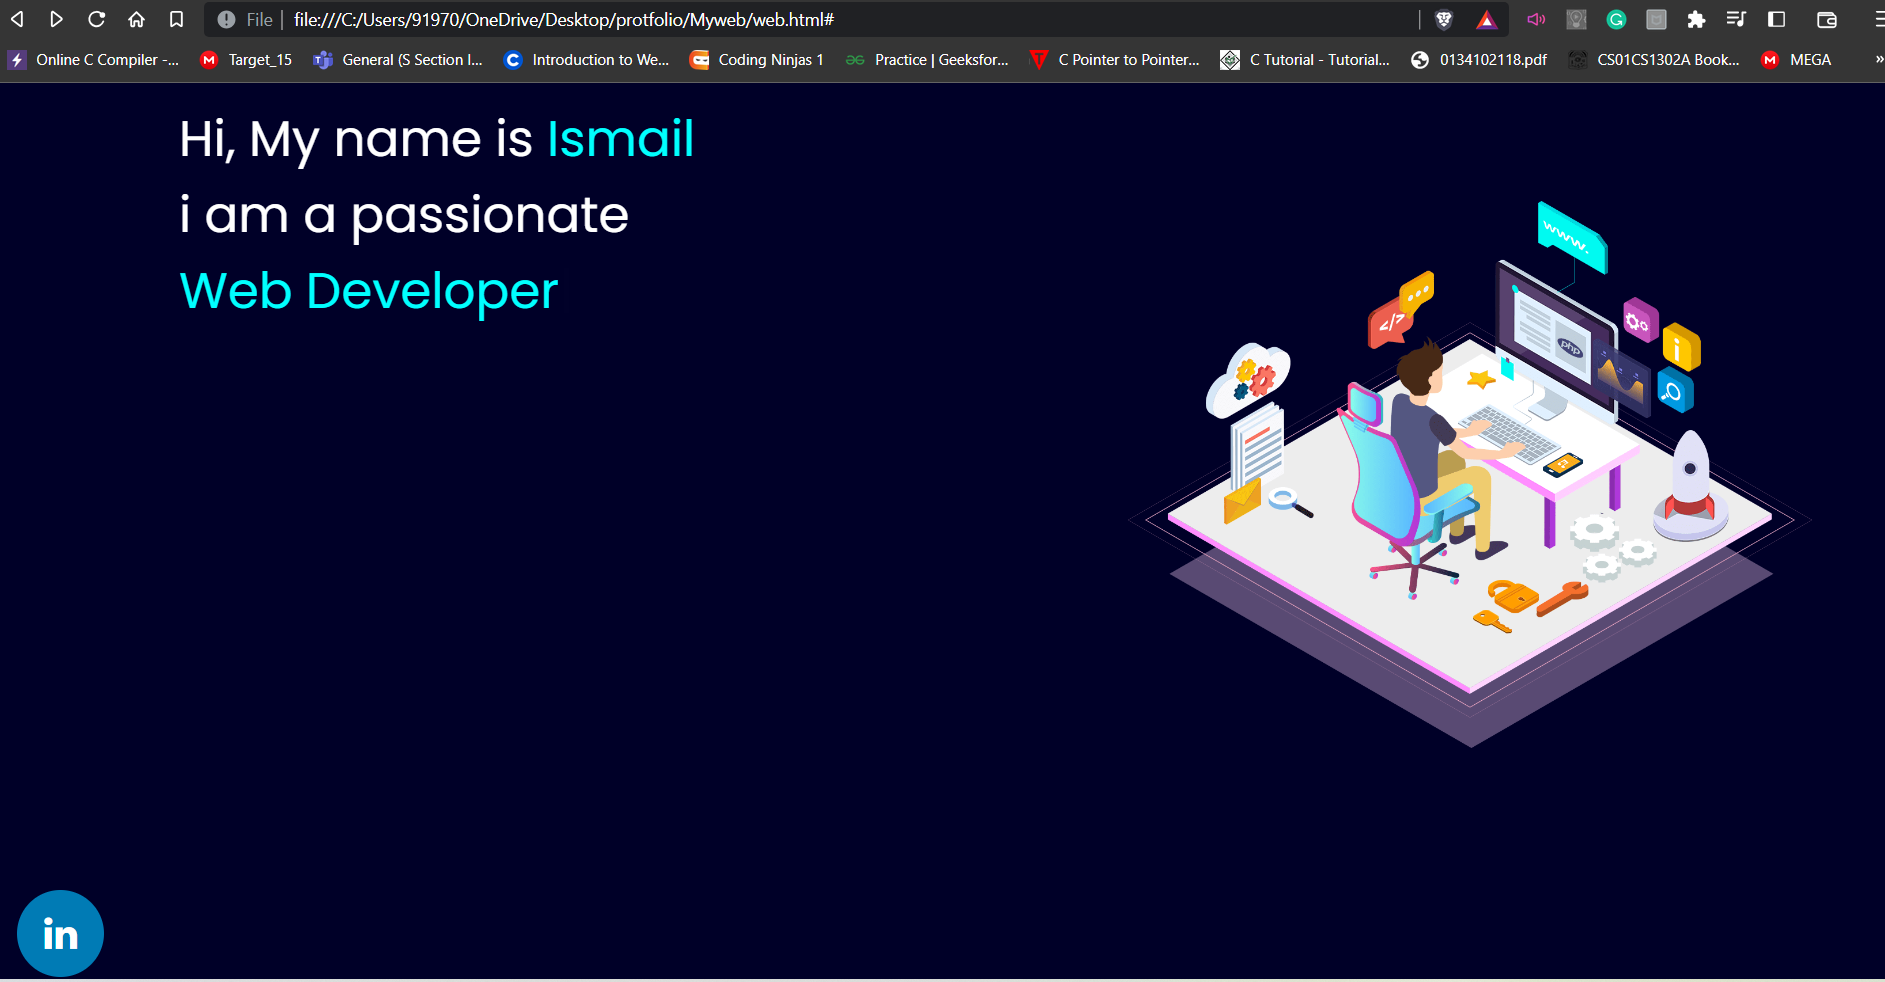 File file:///C:/Users/91970/OneDrive/Desktop/protfolio/Myweb/web.html#
Online C Compiler -... Target_15 General (S Section I... Introduction to We... Coding Ninjas 1 Practice | Geeksfor... C Pointer to Pointer... C Tutorial - Tutorial... 0134102118.pdf CS01CS1302A Book... MEGA »
Hi, My name is Ismail
i am a passionate
Web Developer
www.
</>
php
i
in